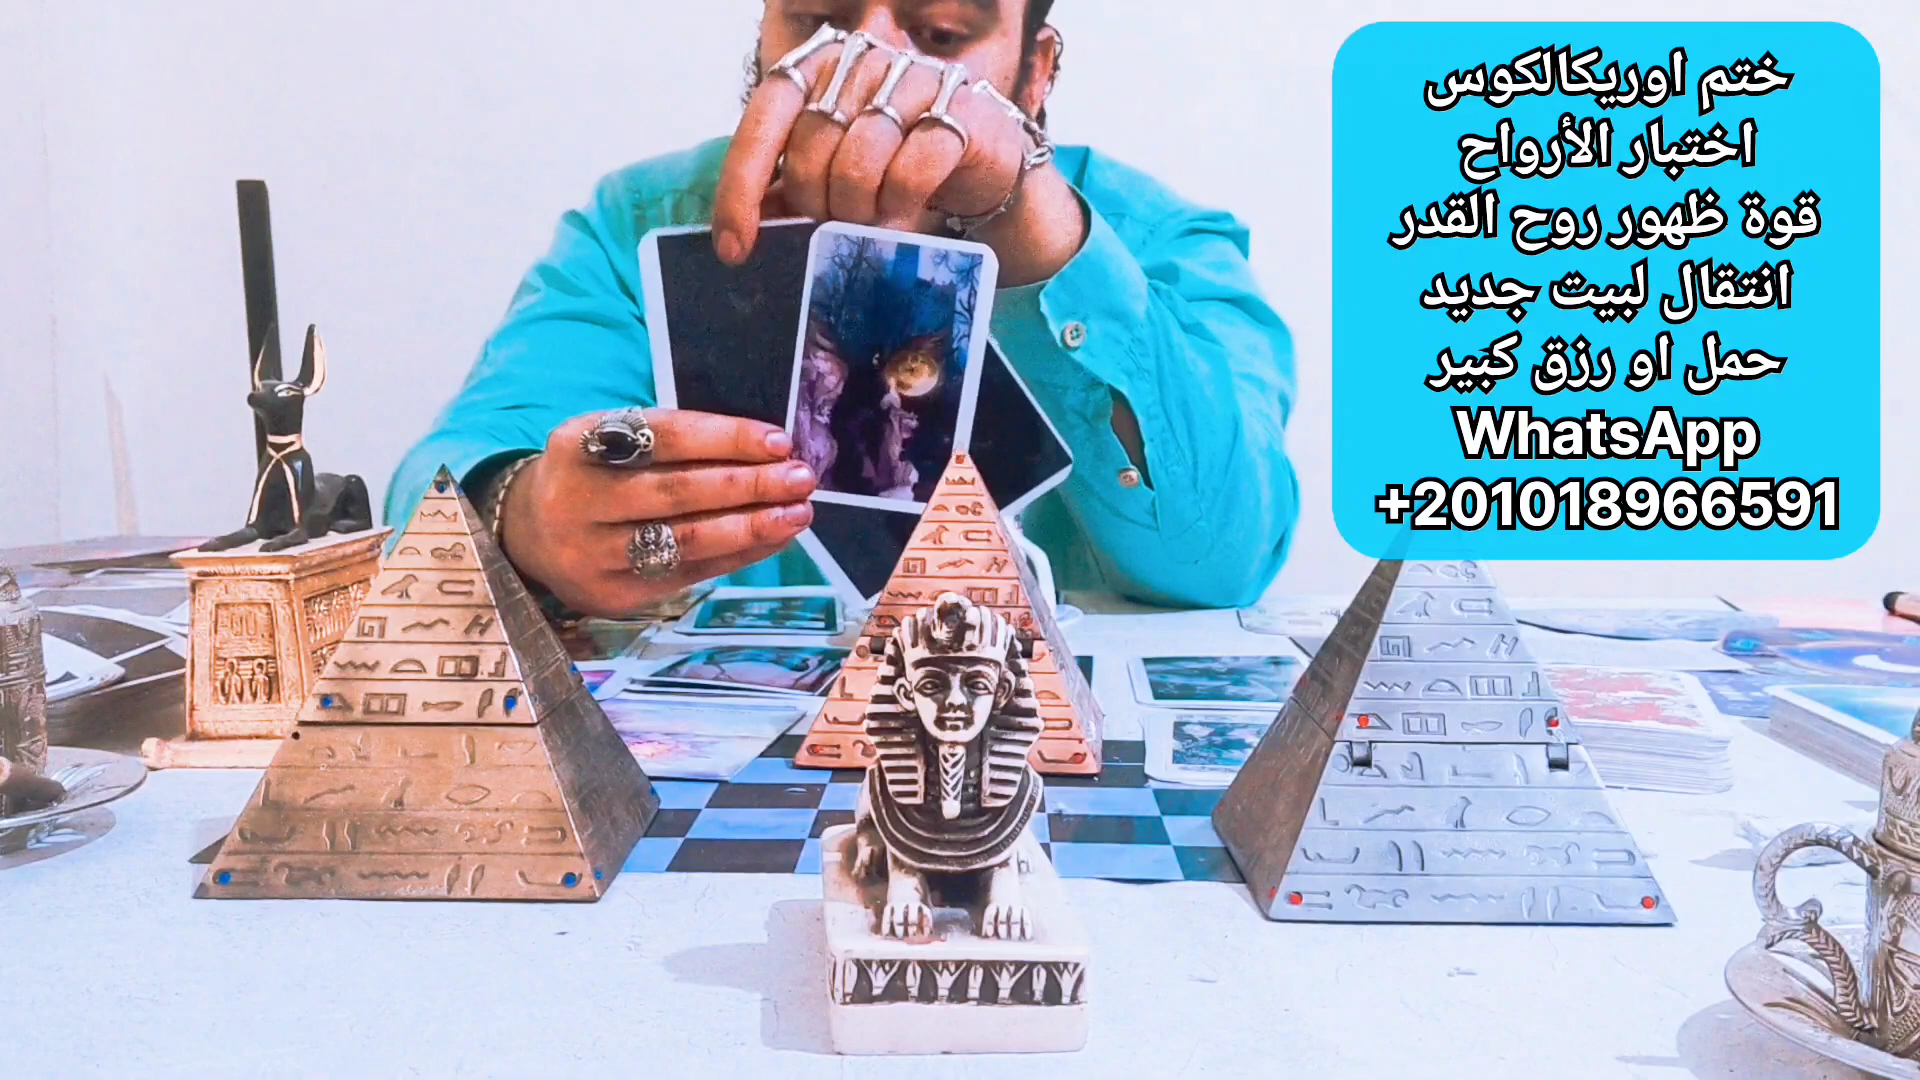 ختم اوريكالكوس
اختبار الأرواح
قوة ظهور روح القدر
انتقال لبيت جديد
حمل او رزق كبير
WhatsApp
+201018966591